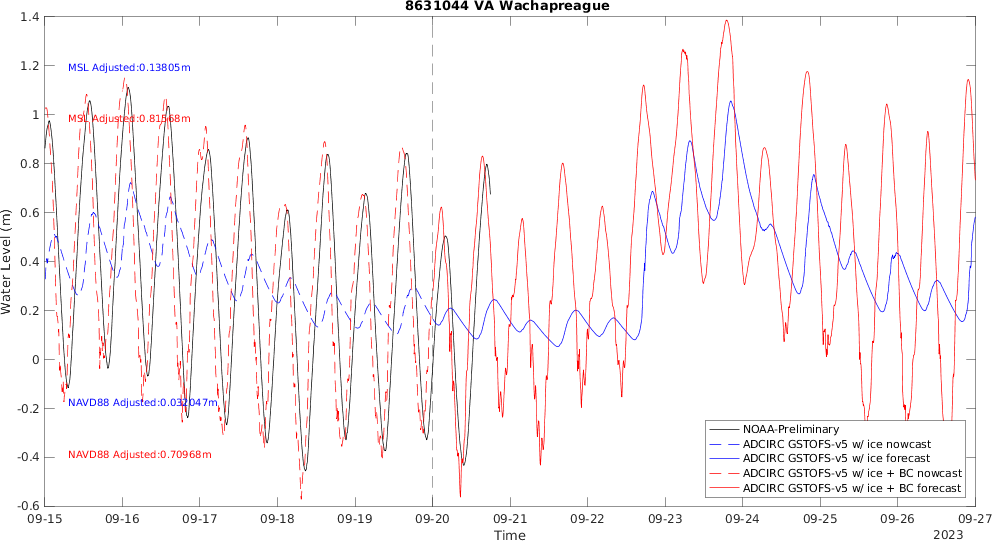 8631044 VA Wachapreague
Water Level (m)
1.4
1.2
1
0.8
0.6
0.4
0.2
0
-0.2
-0.4
-0.6
MSL Adjusted:0.13805m
MSL Adjusted:0.81568m
NAVD88 Adjusted:0.032047m
NAVD88 Adjusted:0.70968m
NOAA-Preliminary
ADCIRC GSTOFS-v5 w/ ice nowcast
ADCIRC GSTOFS-v5 w/ ice forecast
ADCIRC GSTOFS-v5 w/ ice + BC nowcast
ADCIRC GSTOFS-v5 w/ ice + BC forecast
09-15 09-16 09-17 09-18 09-19 09-20 09-21 09-22 09-23 09-24 09-25 09-26 09-27
Time
2023